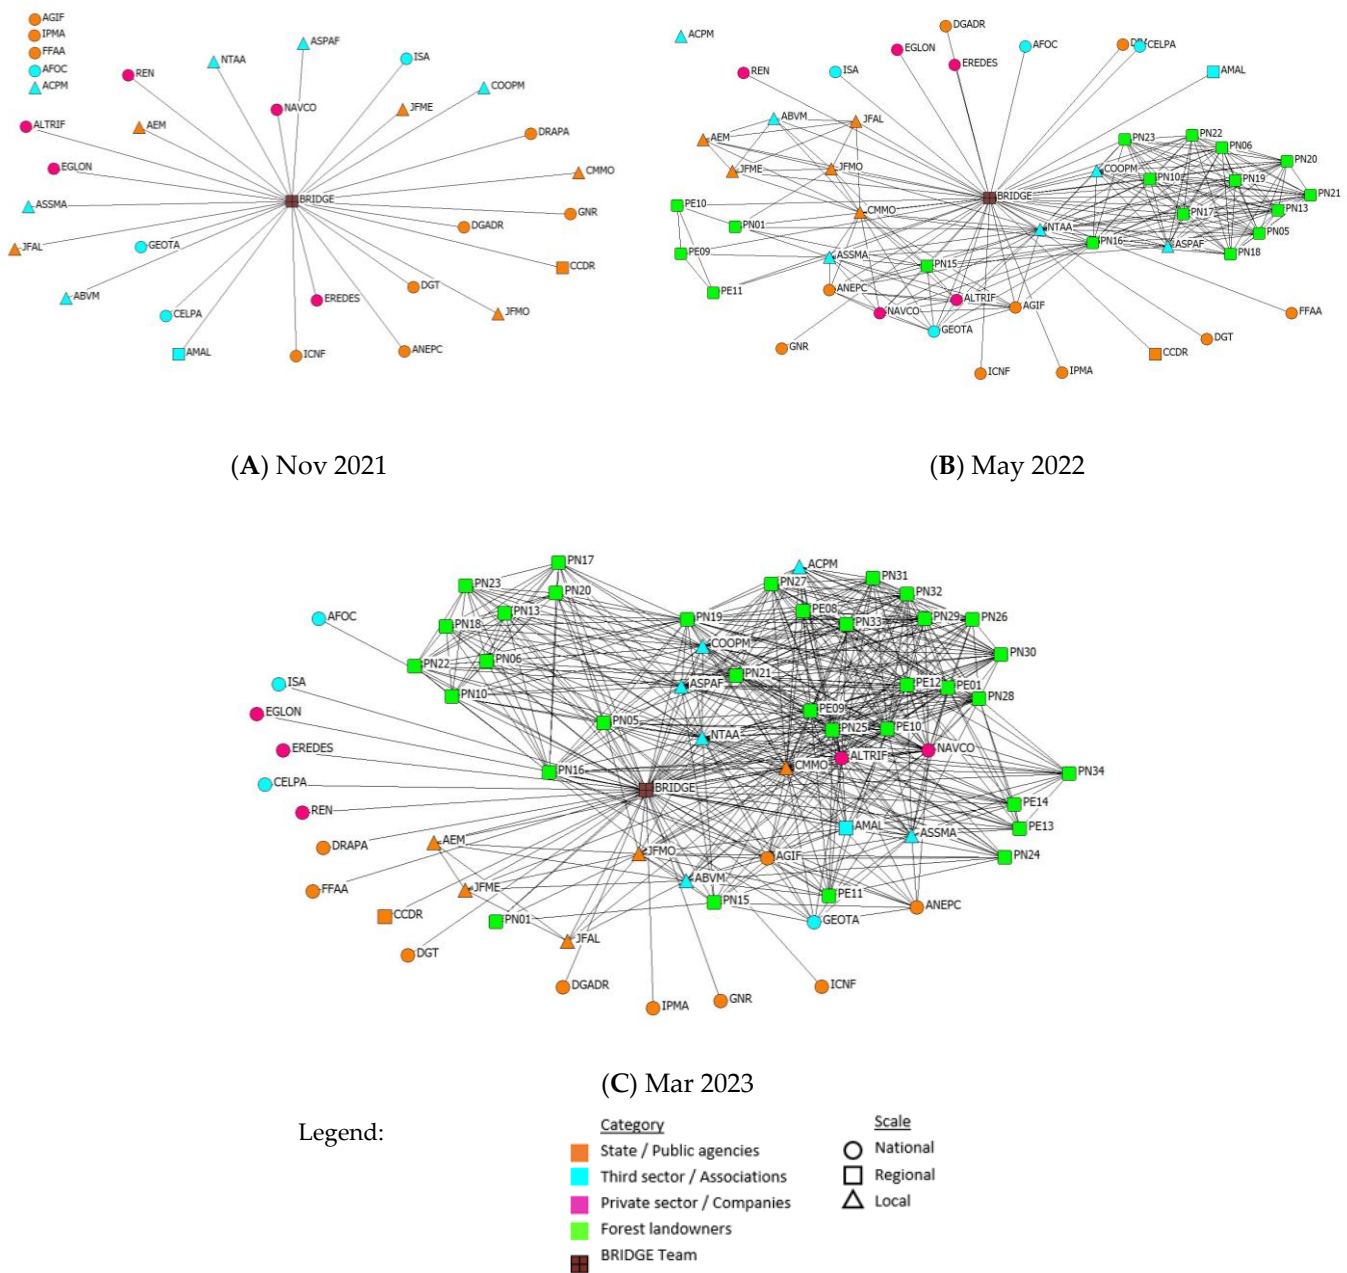 AGIF
IPMA
FFAA
AFOC
ACPM
ASPAF
NTAA
ISA
REN
COOPM
NAVCO
JFME
ALTRIF
AEM
DRAPA
EGLON
CMMO
BRIDGE
ASSMA
GNR
DGADR
JFAL
GEOTA
CCDR
DGT
ABVM
EREDES
CELPA
JFMO
AMAL
ICNF
ANEPC
(A) Nov 2021
DGADR
ACPM
EGLON
AFOC
CELPA
EREDES
REN
ISA
AMAL
ABVM
JFAL
AEM
PN23
PN22
PN06
PN20
JFME
JFMO
COOPM
PN10
PN19
PN21
BRIDGE
PE10
CMMO
PN17
PN13
PN01
NTAA
PN05
PN16
ASPAF
PN18
PE09
ASSMA
PN15
PE11
ANEPC
ALTRIF
AGIF
NAVCO
GEOTA
FFAA
GNR
DGT
CCDR
ICNF
IPMA
(B) May 2022
PN17
ACPM
PN23
PN20
PN27
PN31
PN32
AFOC
PN13
PN19
PE08
PN33
PN29
PN26
PN18
COOPM
PN30
PN22
PN06
PN21
ISA
PN10
ASPAF
PE12
PE01
PN28
EGLON
PN05
PE09
PN25
PE10
EREDES
NTAA
NAVCO
ALTRIF
PN16
CMMO
PN34
CELPA
BRIDGE
REN
PE14
AMAL
ASSMA
PE13
DRAPA
AEM
JFMO
AGIF
PN24
FFAA
JFME
ABVM
PE11
CCDR
PN01
PN15
GEOTA
ANEPC
DGT
JFAL
DGADR
IPMA
GNR
ICNF
(C) Mar 2023
Legend:
Category
State / Public agencies
Third sector / Associations
Private sector / Companies
Forest landowners
BRIDGE Team
Scale
National
Regional
Local